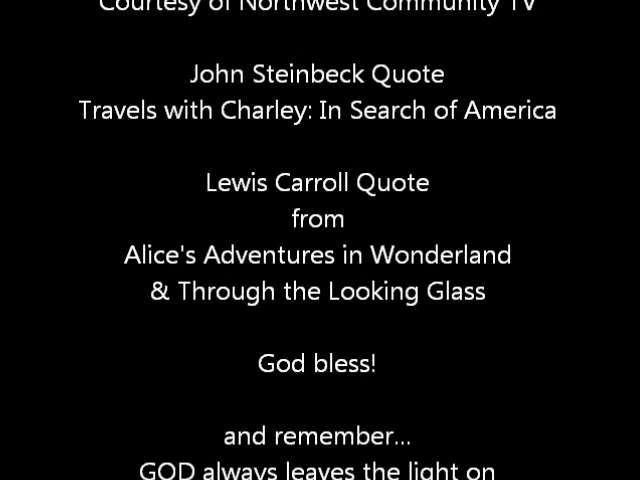 Courtesy of Northwest Community TV
John Steinbeck Quote
Travels with Charley: In Search of America
Lewis Carroll Quote
from
Alice's Adventures in Wonderland
& Through the Looking Glass
God bless!
and remember...
GOD always leaves the light on